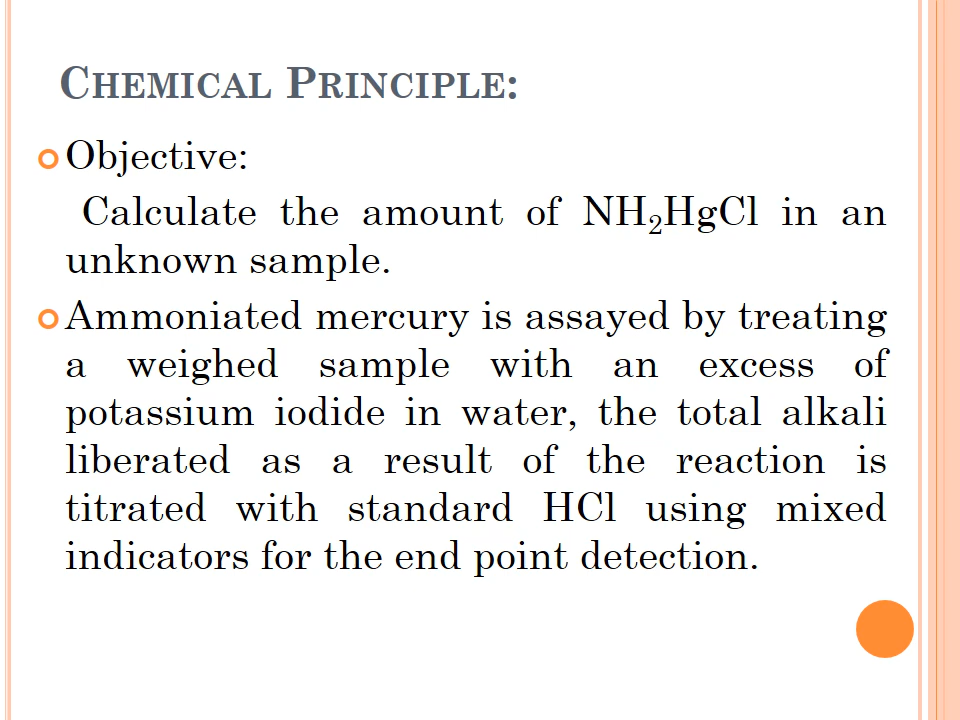 CHEMICAL PRINCIPLE:
Objective:
Calculate the amount of NH₂HgCl in an
unknown sample.
Ammoniated mercury is assayed by treating
a weighed sample with an excess of
potassium iodide in water, the total alkali
liberated as a result of the reaction is
titrated with standard HCl using mixed
indicators for the end point detection.